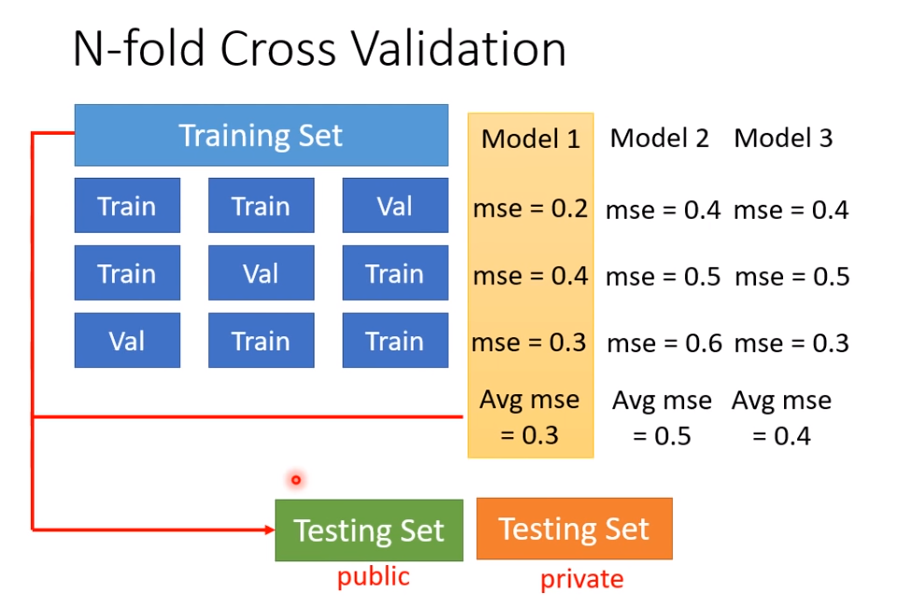 N-fold Cross Validation
Training Set
Model 1 Model 2 Model 3
Train Train Val mse = 0.2 mse = 0.4 mse = 0.4
Train Val Train mse = 0.4 mse = 0.5 mse = 0.5
Val Train Train mse = 0.3 mse = 0.6 mse = 0.3
Avg mse Avg mse Avg mse
= 0.3 = 0.5 = 0.4
Testing Set Testing Set
public private